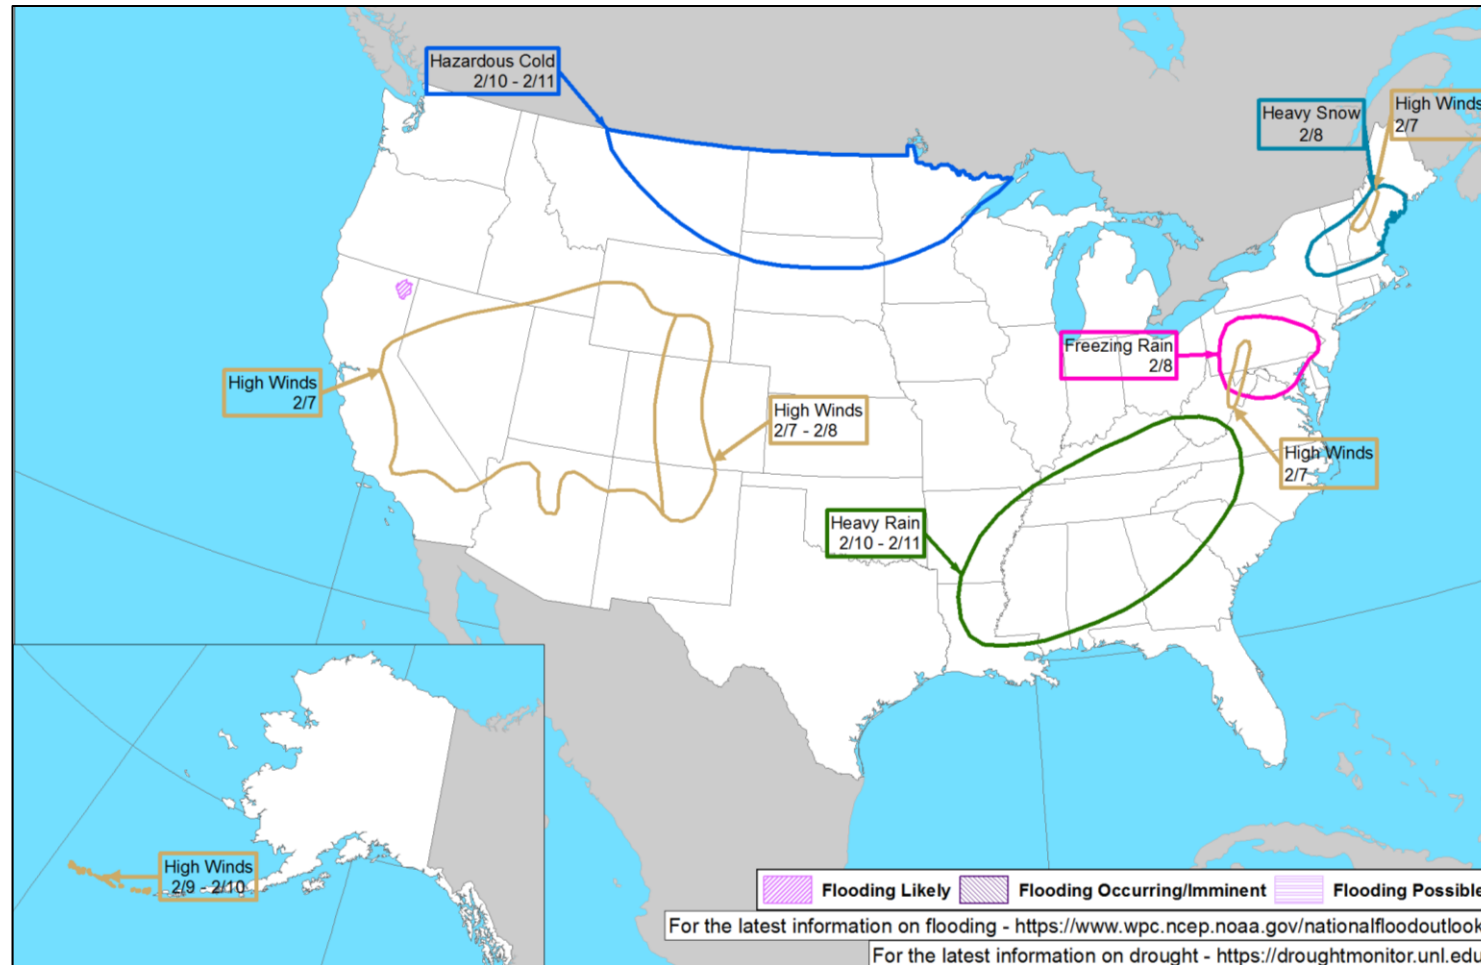 Hazardous Cold
2/10 - 2/11
Heavy Snow
2/8
High Winds
2/7
Freezing Rain
2/8
High Winds
2/7
High Winds
2/7 - 2/8
High Winds
2/7
Heavy Rain
2/10 - 2/11
High Winds
2/9 - 2/10
Flooding Likely
Flooding Occurring/Imminent
Flooding Possible
For the latest information on flooding - https://www.wpc.ncep.noaa.gov/nationalfloodoutlook
For the latest information on drought - https://droughtmonitor.unl.edu